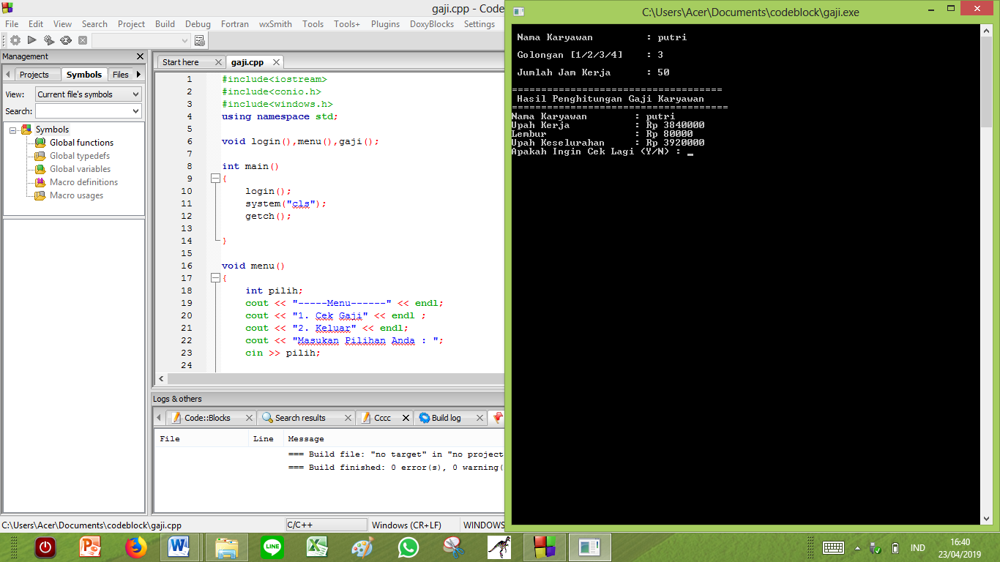 gaji.cpp - Code
File Edit View Search Project Build Debug Fortran wxSmith Tools Tools+ Plugins DoxyBlocks Settings
Management
Projects Symbols Files
View: Current file's symbols
Search:
Symbols
Global functions
Global typedefs
Global variables
Macro definitions
Macro usages
Start here gaji.cpp
1 #include<iostream>
2 #include<conio.h>
3 #include<windows.h>
4 using namespace std;
5
6 void login(),menu(),gaji();
7
8 int main()
9 {
10 login();
11 system("cls");
12 getch();
13
14 }
15
16 void menu()
17 {
18 int pilih;
19 cout << "-----Menu------" << endl;
20 cout << "1. Cek Gaji" << endl ;
21 cout << "2. Keluar" << endl;
22 cout << "Masukan Pilihan Anda : ";
23 cin >> pilih;
24
Logs & others
Code::Blocks Search results Cccc Build log
File Line Message
=== Build file: "no target" in "no project
=== Build finished: 0 error(s), 0 warning(
C:\Users\Acer\Documents\codeblock\gaji.cpp C/C++ Windows (CR+LF) WINDOWS
C:\Users\Acer\Documents\codeblock\gaji.exe
Nama Karyawan : putri
Golongan [1/2/3/4] : 3
Jumlah Jam Kerja : 50
====================================
Hasil Penghitungan Gaji Karyawan
=====================================
Nama Karyawan : putri
Upah Kerja : Rp 3840000
Lembur : Rp 80000
Upah Keselurahan : Rp 3920000
Apakah Ingin Cek Lagi (Y/N) : _
LINE
IND
16:40
23/04/2019